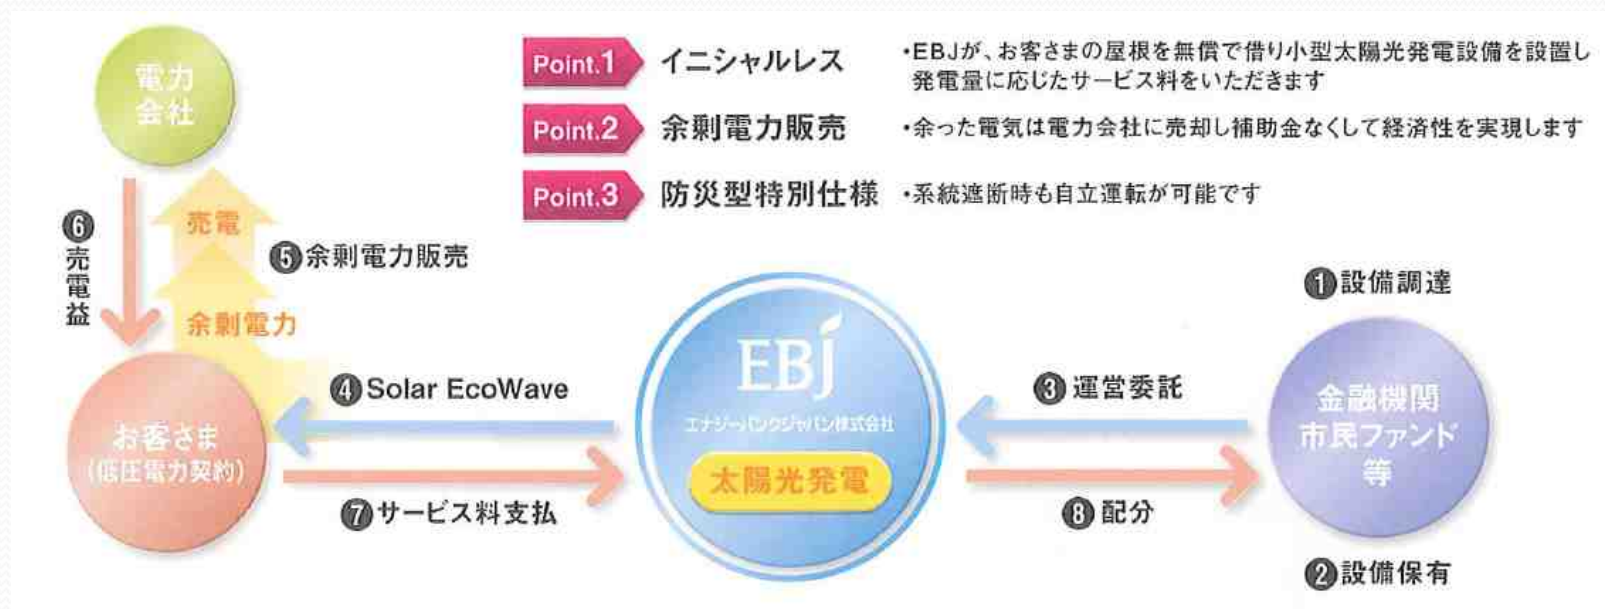 電力
会社
Point.1 イニシャルレス ・EBJが、お客さまの屋根を無償で借り小型太陽光発電設備を設置し
発電量に応じたサービス料をいただきます
Point.2 余剰電力販売 ・余った電気は電力会社に売却し補助金なくして経済性を実現します
Point.3 防災型特別仕様 ・系統遮断時も自立運転が可能です
❻売電益
売電
❺余剰電力販売
余剰電力
❶設備調達
EBJ
エナジーバンクジャパン株式会社
太陽光発電
❹Solar EcoWave
❸運営委託
金融機関
市民ファンド
等
お客さま
(低圧電力契約)
❼サービス料支払
❽配分
❷設備保有